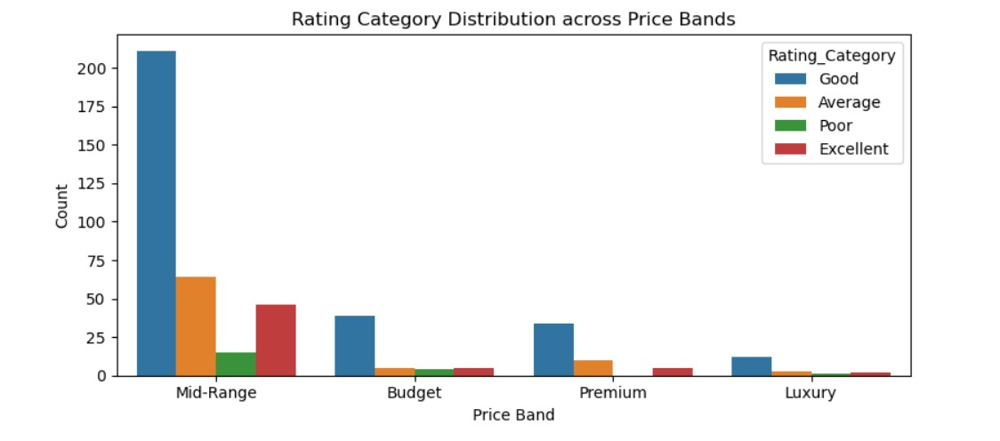 Rating Category Distribution across Price Bands
Rating_Category
Good
Average
Poor
Excellent
200
175
150
125
100
75
50
25
0
Count
Mid-Range Budget Premium Luxury
Price Band